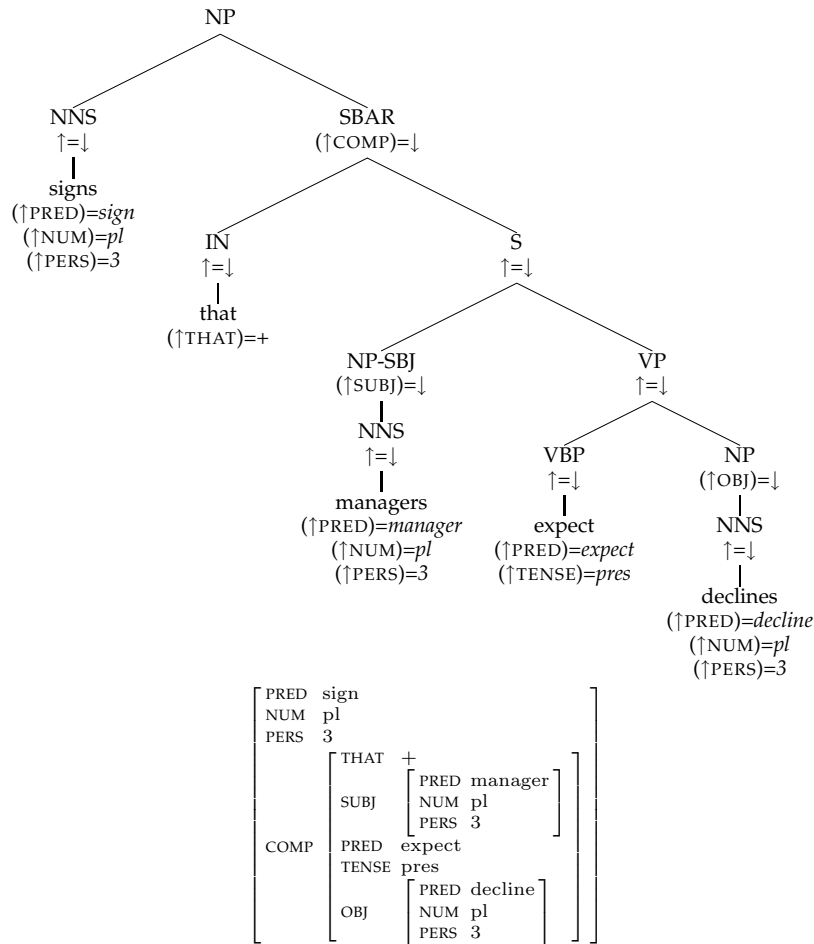 NP
NNS SBAR
↑=↓ (↑COMP)=↓
signs
(↑PRED)=sign
(↑NUM)=pl
(↑PERS)=3
IN S
↑=↓ ↑=↓
that
(↑THAT)=+
NP-SBJ VP
(↑SUBJ)=↓ ↑=↓
NNS VBP NP
↑=↓ ↑=↓ (↑OBJ)=↓
managers expect NNS
(↑PRED)=manager (↑PRED)=expect ↑=↓
(↑NUM)=pl (↑TENSE)=pres
(↑PERS)=3
declines
(↑PRED)=decline
(↑NUM)=pl
(↑PERS)=3
PRED sign
NUM pl
PERS 3
THAT +
PRED manager
SUBJ NUM pl
PERS 3
COMP PRED expect
TENSE pres
PRED decline
OBJ NUM pl
PERS 3